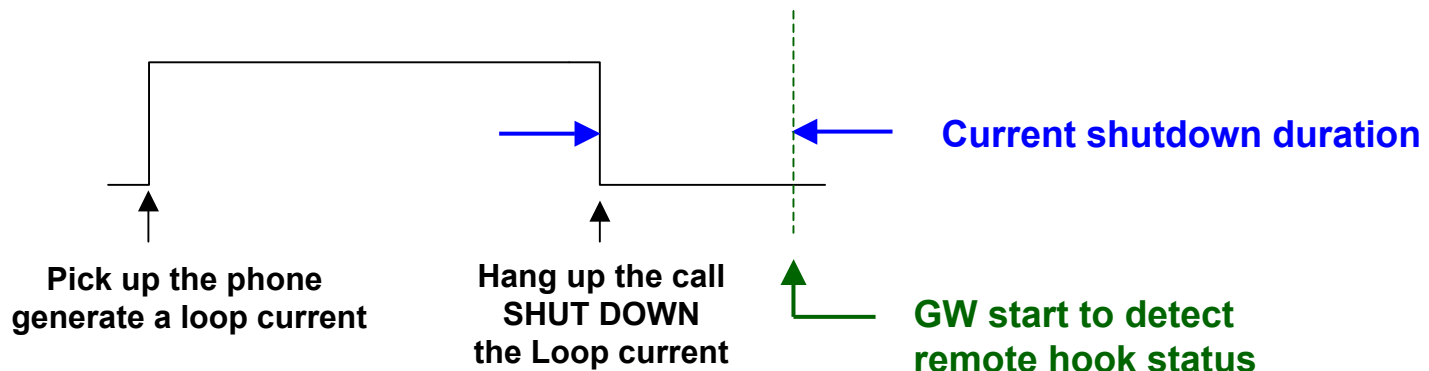 Current shutdown duration
Pick up the phone
generate a loop current
Hang up the call
SHUT DOWN
the Loop current
GW start to detect
remote hook status